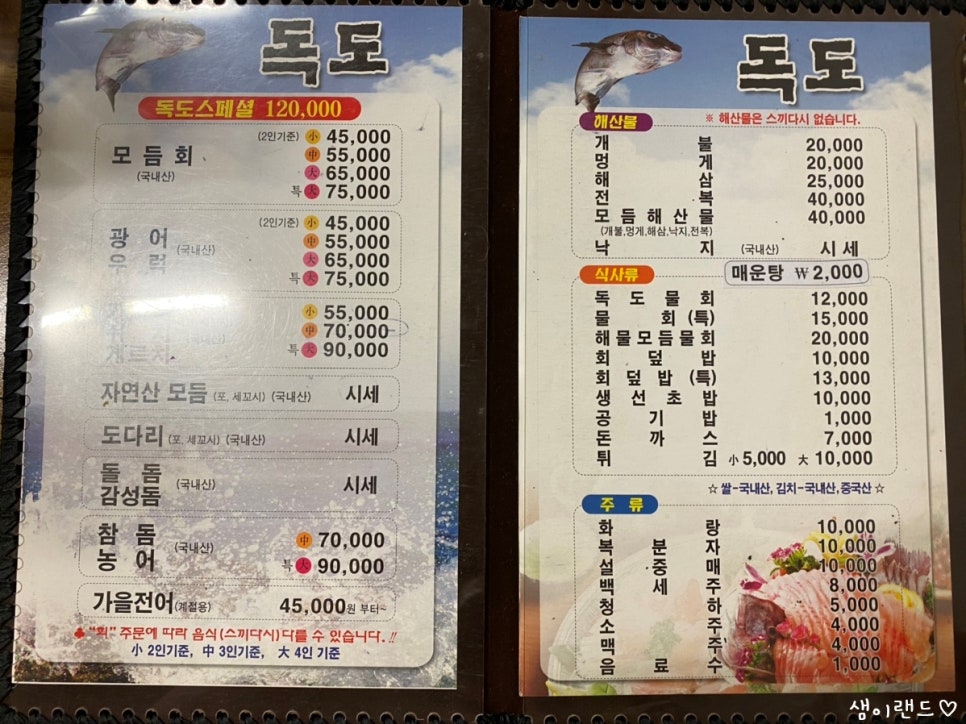 독도
독도스페셜 120,000
모듬회 (국내산)
(2인기준) 小 45,000
中 55,000
大 65,000
특 大 75,000
광어
우럭
(국내산)
(2인기준) 小 45,000
中 55,000
大 65,000
특 大 75,000
小 55,000
中 70,000
특 大 90,000
자연산 모듬 (포, 세꼬시) (국내산) 시세
도다리 (포, 세꼬시) (국내산) 시세
돌돔
감성돔
(국내산) 시세
참돔
농어
(국내산)
中 70,000
특 大 90,000
가을전어(계절용) 45,000원 부터~
♣ "회" 주문에 따라 음식(스끼다시)다를 수 있습니다.!!
小 2인기준, 中 3인기준, 大 4인 기준
독도
해산물 ※ 해산물은 스끼다시 없습니다.
개불 20,000
멍게 20,000
해삼 25,000
전복 40,000
모듬해산물 40,000
(개불,멍게,해삼,낙지,전복)
낙지 (국내산) 시세
식사류 매운탕 ₩2,000
독도물회 12,000
물회(특) 15,000
해물모듬물회 20,000
회덮밥 10,000
회덮밥(특) 13,000
생선초밥 10,000
공기밥 1,000
돈까스 7,000
튀김 小 5,000 大 10,000
☆ 쌀-국내산, 김치-국내산,중국산 ☆
주류
화랑 10,000
복분자 10,000
설중매 10,000
백세주 8,000
청하 5,000
소주 4,000
맥주 4,000
음료수 1,000
샘이랜드♡